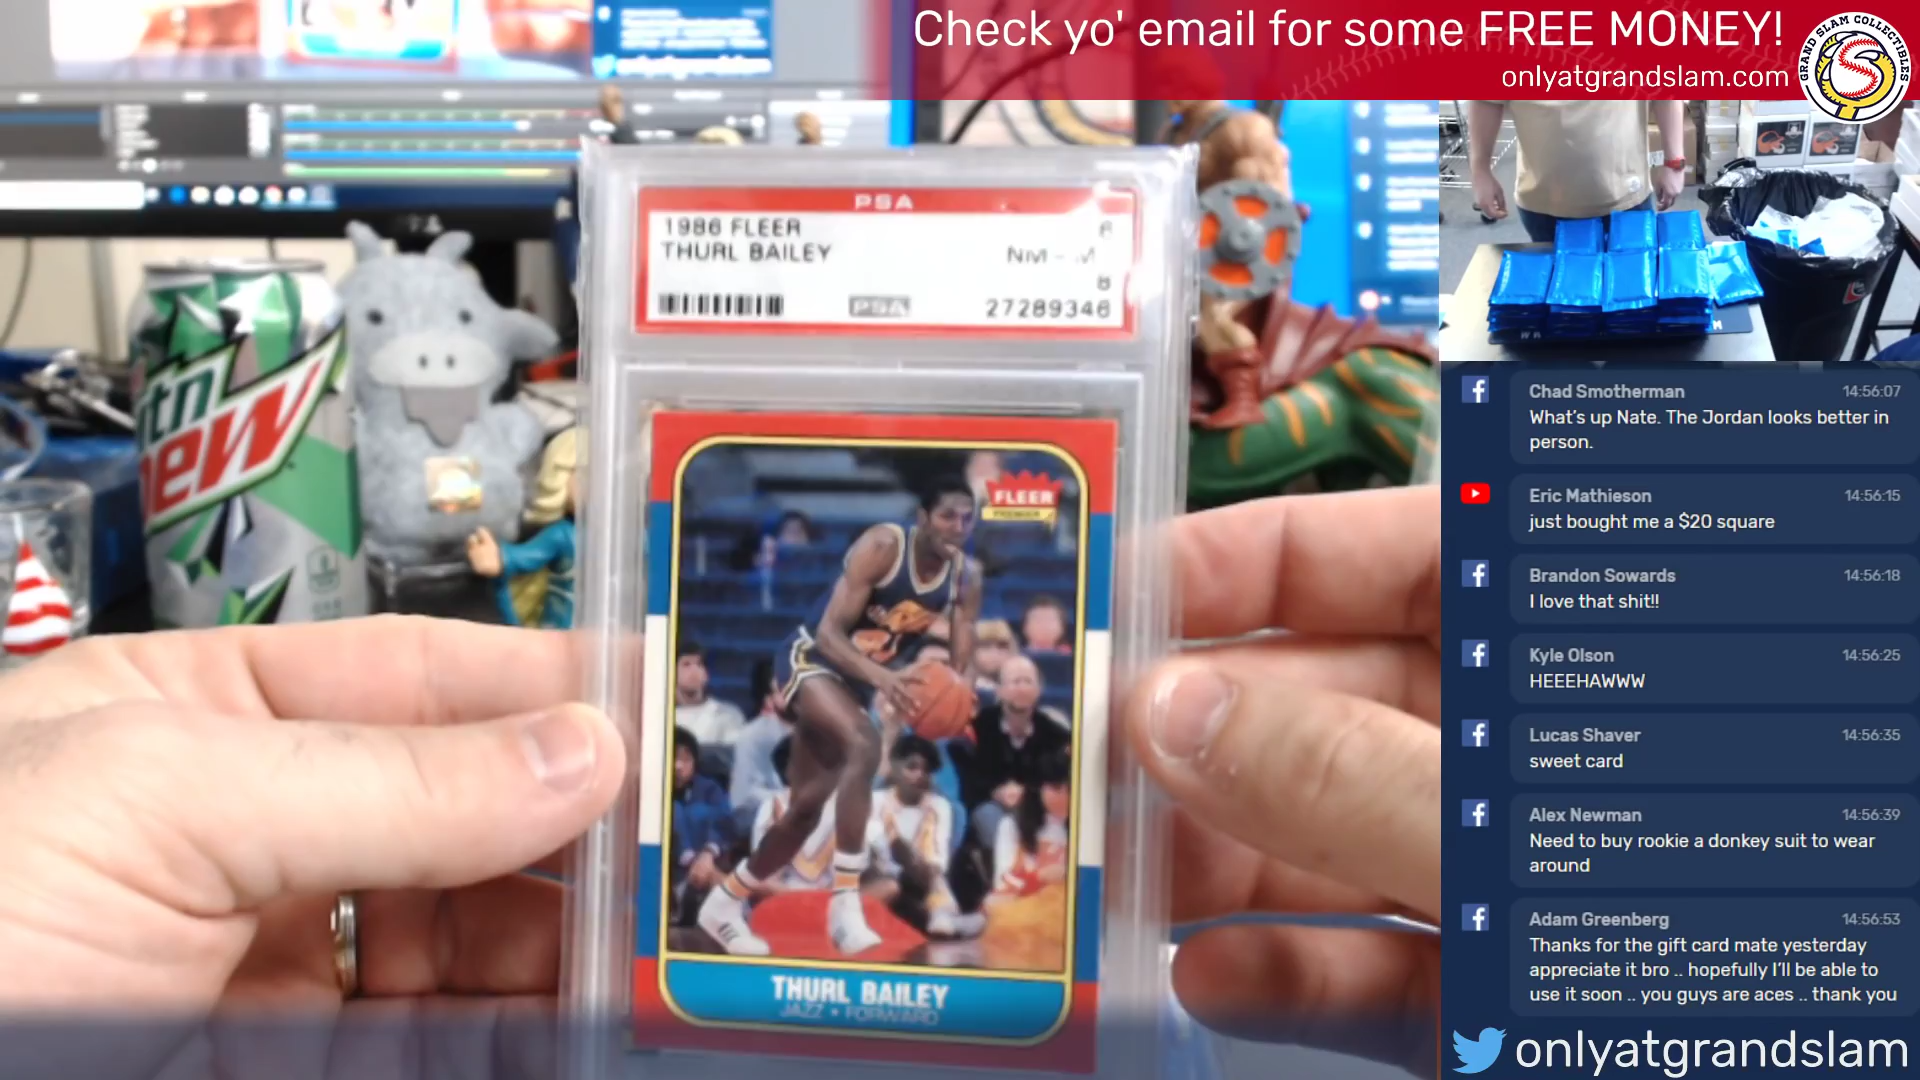 Check yo' email for some FREE MONEY!
onlyatgrandslam.com
GRAND SLAM COLLECTIBLES
PSA
1986 FLEER
6
THURL BAILEY
NM - M
8
PSA
27289346
mtn
Dew
FLEER
PREMIER
THURL BAILEY
JAZZ • FORWARD
Chad Smotherman
14:56:07
What's up Nate. The Jordan looks better in
person.
Eric Mathieson
14:56:15
just bought me a $20 square
Brandon Sowards
14:56:18
I love that shit!!
Kyle Olson
14:56:25
HEEEHAWWW
Lucas Shaver
14:56:35
sweet card
Alex Newman
14:56:39
Need to buy rookie a donkey suit to wear
around
Adam Greenberg
14:56:53
Thanks for the gift card mate yesterday
appreciate it bro .. hopefully I'll be able to
use it soon .. you guys are aces .. thank you
onlyatgrandslam